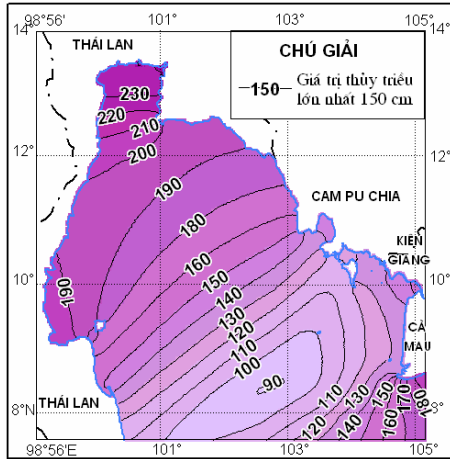 98°56' 101° 103° 105°
14° 14°
THÁI LAN
CHÚ GIẢI
150 Giá trị thủy triều
lớn nhất 150 cm
230
220
210
200
12° 12°
190
CAM PU CHIA
180
KIÊN
GIANG
160
10° 10°
150
190
140
130
120
CÀ
MAU
110
100
90
110
130
150
170
180
THÁI LAN
8°N 8°
120
140
160
98°56'E 101° 103° 105°